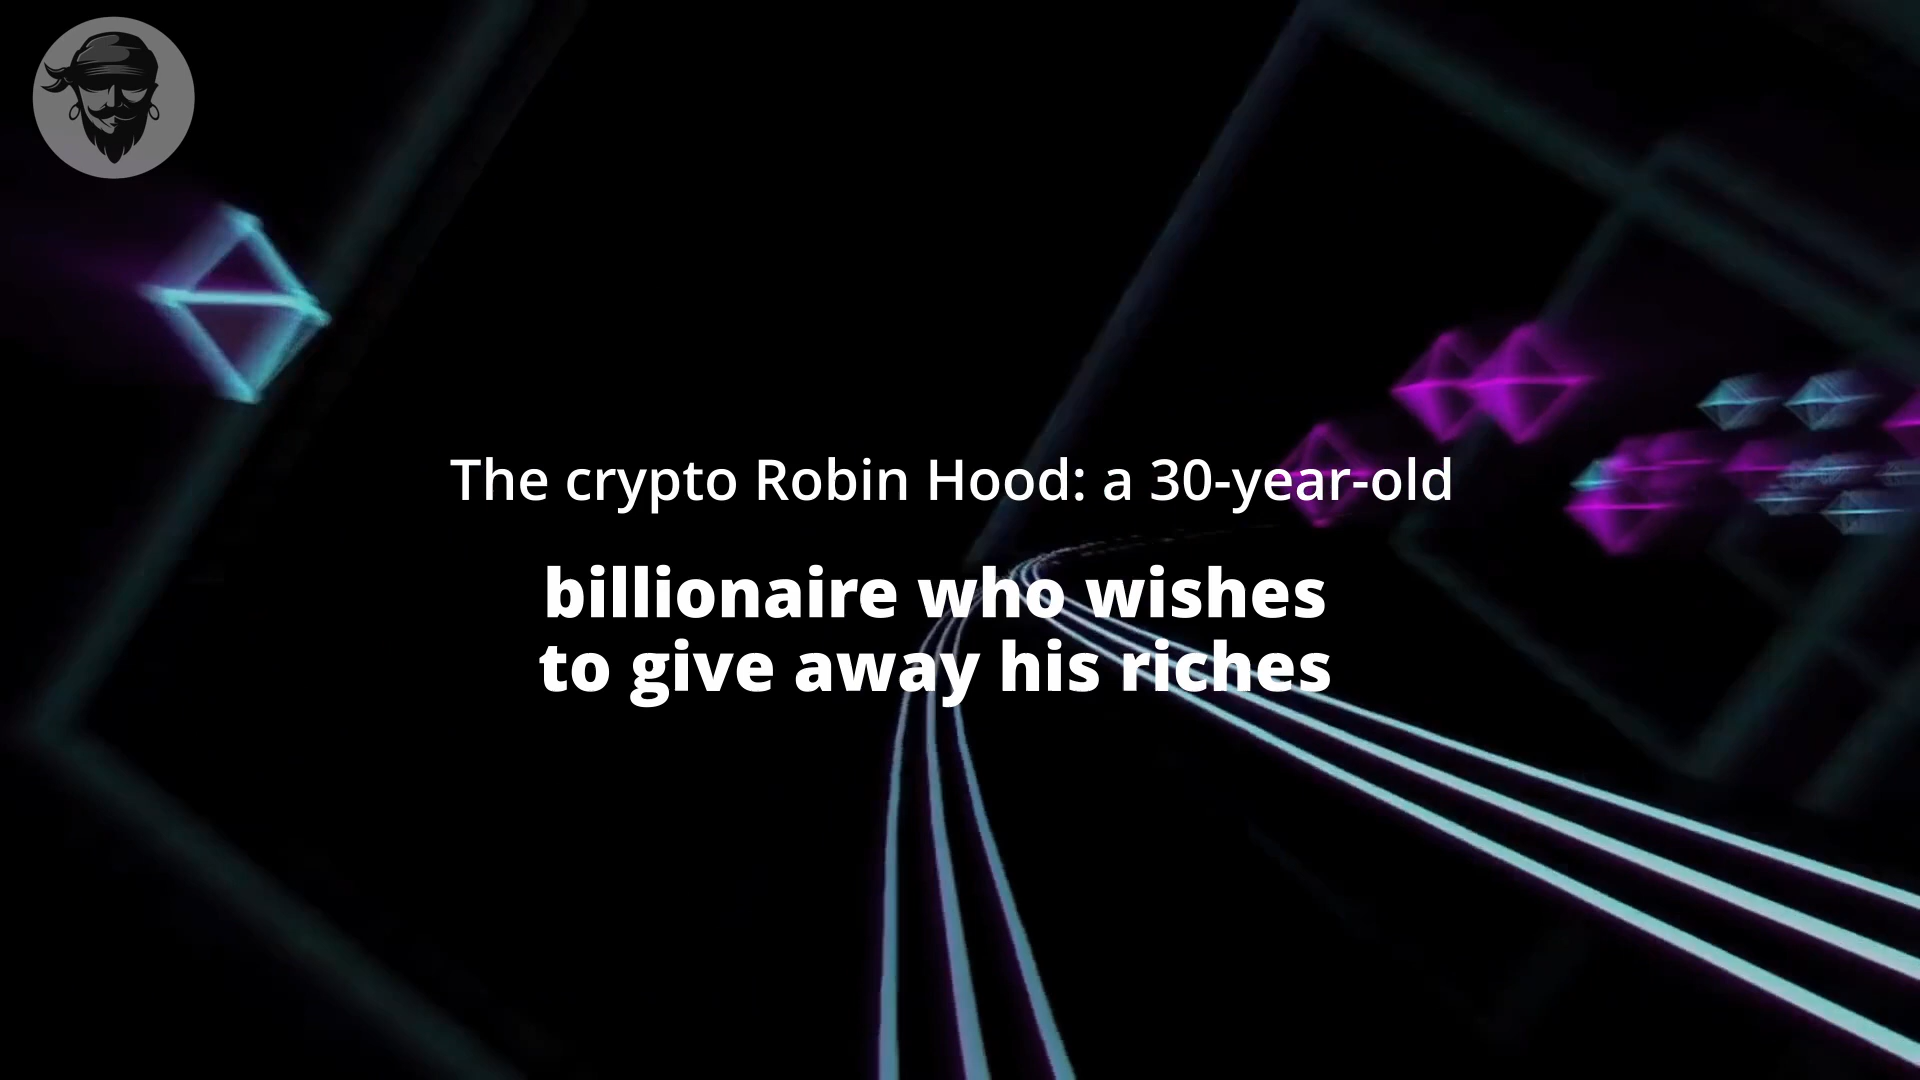 The crypto Robin Hood: a 30-year-old
billionaire who wishes
to give away his riches